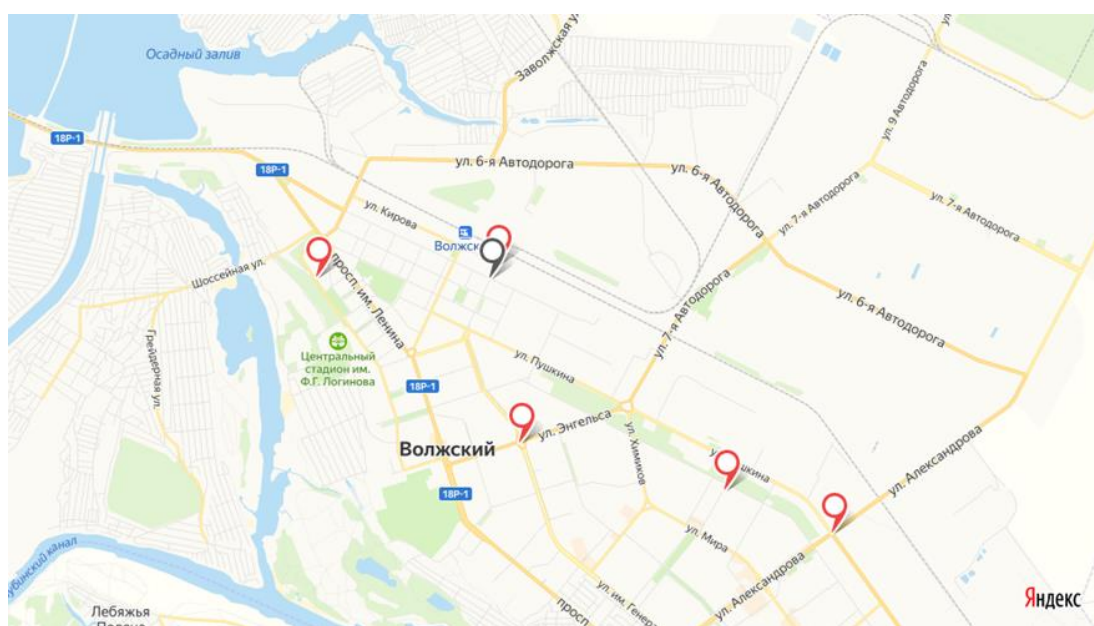 Осадный залив
Заволжская
18Р-1
ул. 9 Автодорога
18Р-1
ул. 6-я Автодорога
ул. 6-я Автодорога
ул. 7-я Автодорога
ул. 7-я Автодорога
ул. Кирова
Шоссейная ул.
просп. им. Ленина
ул. 7-я Автодорога
ул. 6-я Автодорога
Грейдерная ул.
Центральный
стадион им.
Ф.Г. Логинова
ул. Пушкина
18Р-1
ул. Энгельса
ул. Химиков
Волжский
ул. Александрова
18Р-1
ул. Мира
ул. Александрова
ул. им.
просп
Лебяжья
Яндекс